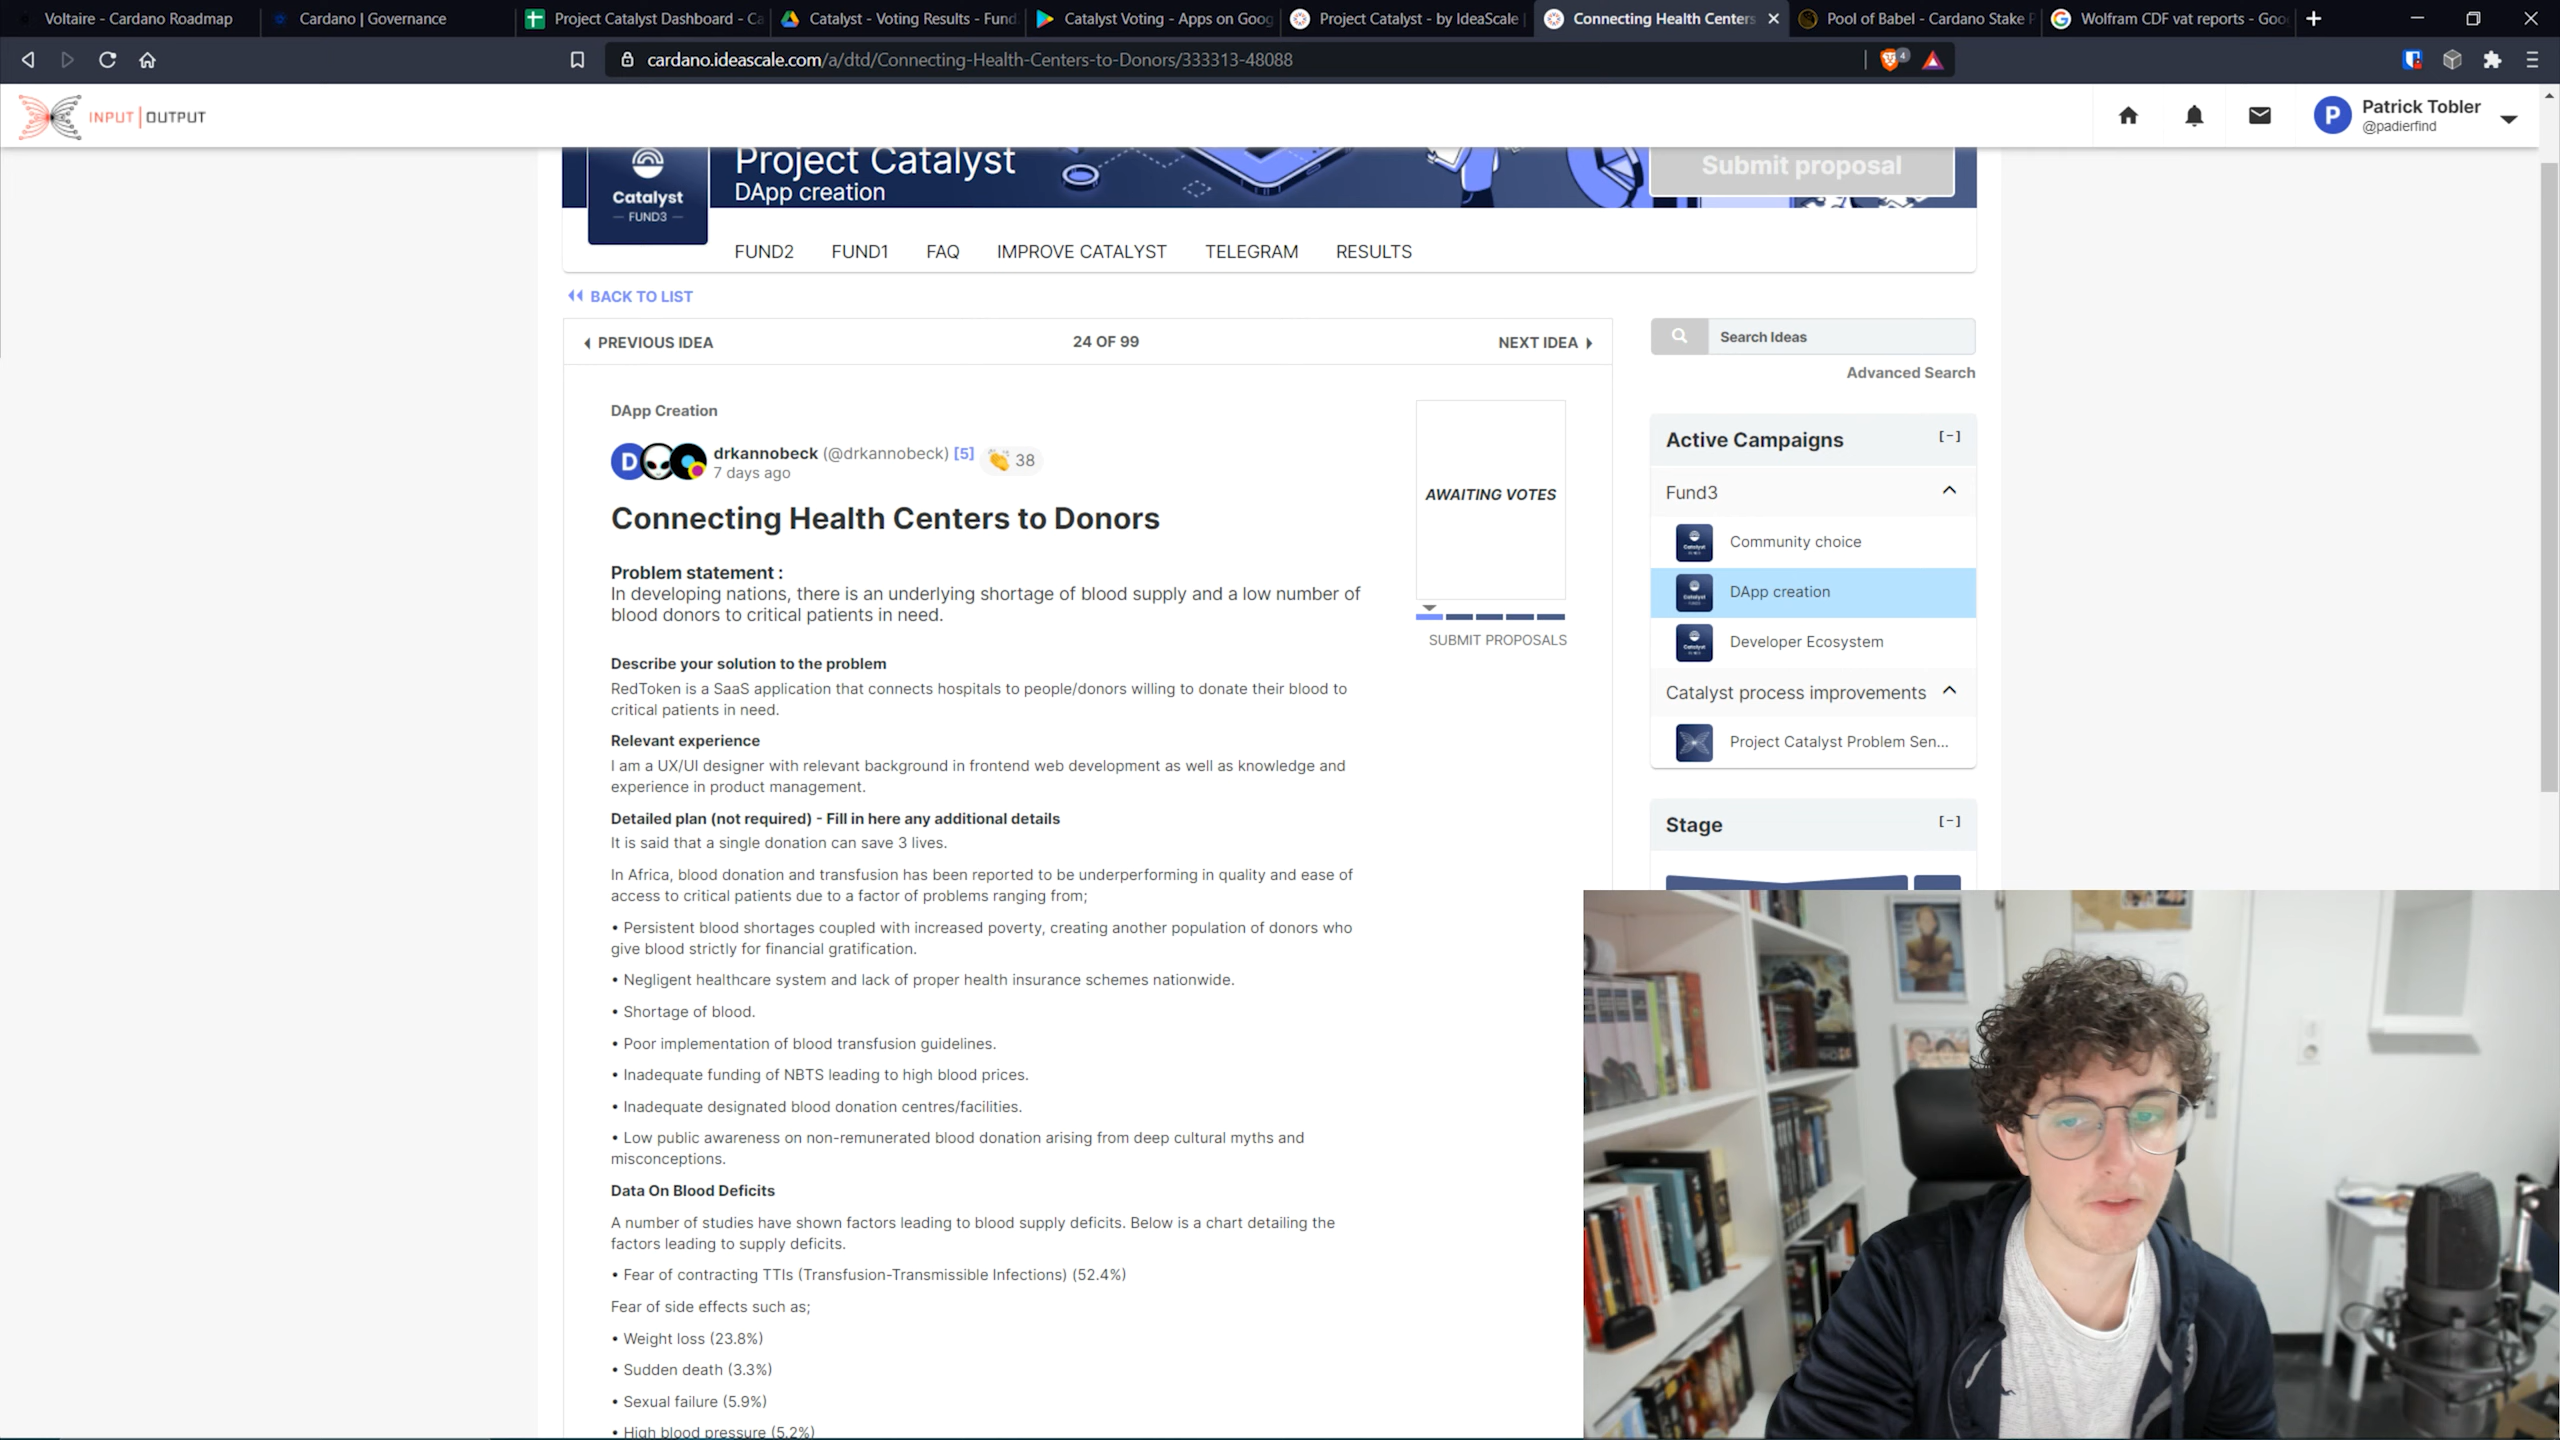 Voltaire - Cardano Roadmap
Cardano | Governance
Project Catalyst Dashboard - Ca
Catalyst - Voting Results - Fund
Catalyst Voting - Apps on Goog
Project Catalyst - by IdeaScale
Connecting Health Centers
Pool of Babel - Cardano Stake P
Wolfram CDF vat reports - Goo
cardano.ideascale.com/a/dtd/Connecting-Health-Centers-to-Donors/333313-48088
4
INPUT | OUTPUT
P
Patrick Tobler
@padierfind
Project Catalyst
DApp creation
Catalyst
FUND3
Submit proposal
FUND2
FUND1
FAQ
IMPROVE CATALYST
TELEGRAM
RESULTS
BACK TO LIST
PREVIOUS IDEA
24 OF 99
NEXT IDEA
DApp Creation
D
drkannobeck (@drkannobeck) [5]
38
7 days ago
Connecting Health Centers to Donors
Problem statement :
In developing nations, there is an underlying shortage of blood supply and a low number of
blood donors to critical patients in need.
Describe your solution to the problem
RedToken is a SaaS application that connects hospitals to people/donors willing to donate their blood to
critical patients in need.
Relevant experience
I am a UX/UI designer with relevant background in frontend web development as well as knowledge and
experience in product management.
Detailed plan (not required) - Fill in here any additional details
It is said that a single donation can save 3 lives.
In Africa, blood donation and transfusion has been reported to be underperforming in quality and ease of
access to critical patients due to a factor of problems ranging from;
• Persistent blood shortages coupled with increased poverty, creating another population of donors who
give blood strictly for financial gratification.
• Negligent healthcare system and lack of proper health insurance schemes nationwide.
• Shortage of blood.
• Poor implementation of blood transfusion guidelines.
• Inadequate funding of NBTS leading to high blood prices.
• Inadequate designated blood donation centres/facilities.
• Low public awareness on non-remunerated blood donation arising from deep cultural myths and
misconceptions.
Data On Blood Deficits
A number of studies have shown factors leading to blood supply deficits. Below is a chart detailing the
factors leading to supply deficits.
• Fear of contracting TTIs (Transfusion-Transmissible Infections) (52.4%)
Fear of side effects such as;
• Weight loss (23.8%)
• Sudden death (3.3%)
• Sexual failure (5.9%)
• High blood pressure (5.2%)
AWAITING VOTES
SUBMIT PROPOSALS
Search Ideas
Advanced Search
Active Campaigns
[-]
Fund3
Community choice
DApp creation
Developer Ecosystem
Catalyst process improvements
Project Catalyst Problem Sen...
Stage
[-]